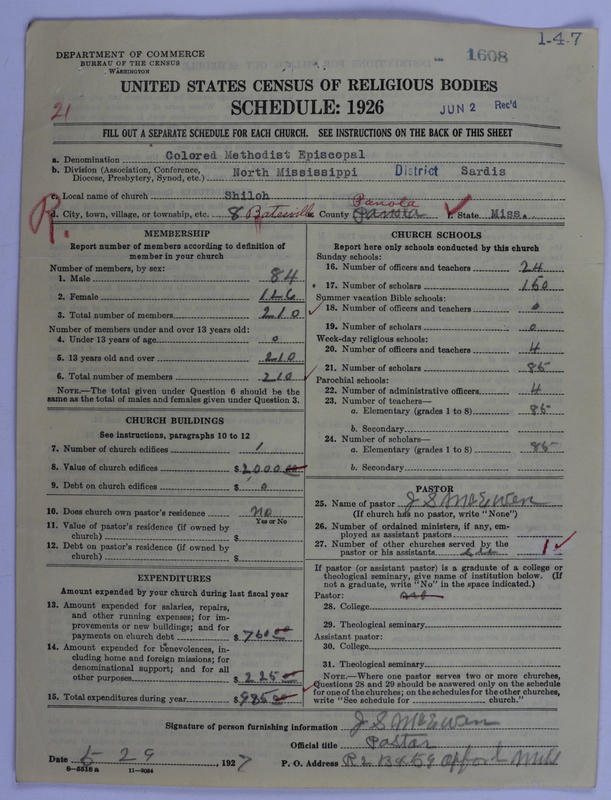 1-4-7
1608
DEPARTMENT OF COMMERCE
BUREAU OF THE CENSUS
WASHINGTON
UNITED STATES CENSUS OF RELIGIOUS BODIES
21
SCHEDULE: 1926
JUN 2 Rec'd
FILL OUT A SEPARATE SCHEDULE FOR EACH CHURCH. SEE INSTRUCTIONS ON THE BACK OF THIS SHEET
a. Denomination Colored Methodist Episcopal
b. Division (Association, Conference, Diocese, Presbytery, Synod, etc.) North Mississippi District Sardis
c. Local name of church Shiloh
R. d. City, town, village, or township, etc. 8 Batesville e. County Panola Panola f. State Miss.
MEMBERSHIP
Report number of members according to definition of
member in your church
Number of members, by sex:
1. Male 84
2. Female 126
3. Total number of members 210
Number of members under and over 13 years old:
4. Under 13 years of age 0
5. 13 years old and over 210
6. Total number of members 210
NOTE.—The total given under Question 6 should be the
same as the total of males and females given under Question 3.
CHURCH BUILDINGS
See instructions, paragraphs 10 to 12
7. Number of church edifices 1
8. Value of church edifices $2000.00
9. Debt on church edifices $ 0
10. Does church own pastor's residence no
Yes or No
11. Value of pastor's residence (if owned by
church) $
12. Debt on pastor's residence (if owned by
church) $
EXPENDITURES
Amount expended by your church during last fiscal year
13. Amount expended for salaries, repairs,
and other running expenses; for im-
provements or new buildings; and for
payments on church debt $ 760.00
14. Amount expended for benevolences, in-
cluding home and foreign missions; for
denominational support; and for all
other purposes $ 225.00
15. Total expenditures during year $985.00
CHURCH SCHOOLS
Report here only schools conducted by this church
Sunday schools:
16. Number of officers and teachers 24
17. Number of scholars 160
Summer vacation Bible schools:
18. Number of officers and teachers 0
19. Number of scholars 0
Week-day religious schools:
20. Number of officers and teachers 4
21. Number of scholars 85
Parochial schools:
22. Number of administrative officers 4
23. Number of teachers—
a. Elementary (grades 1 to 8) 85
b. Secondary
24. Number of scholars—
a. Elementary (grades 1 to 8) 85
b. Secondary
PASTOR
25. Name of pastor J S McEwen
(If church has no pastor, write "None")
26. Number of ordained ministers, if any, em-
ployed as assistant pastors
27. Number of other churches served by the
pastor or his assistants 1
If pastor (or assistant pastor) is a graduate of a college or
theological seminary, give name of institution below. (If
not a graduate, write "No" in the space indicated.)
Pastor:
28. College
29. Theological seminary
Assistant pastor:
30. College
31. Theological seminary
NOTE.—Where one pastor serves two or more churches,
Questions 28 and 29 should be answered only on the schedule
for one of the churches; on the schedules for the other churches,
write "See schedule for church."
Signature of person furnishing information J S McEwen
Official title Pastor
Date 5 29, 1927 P. O. Address R 2 Bx 59 Miss
8-5518a 11-9084